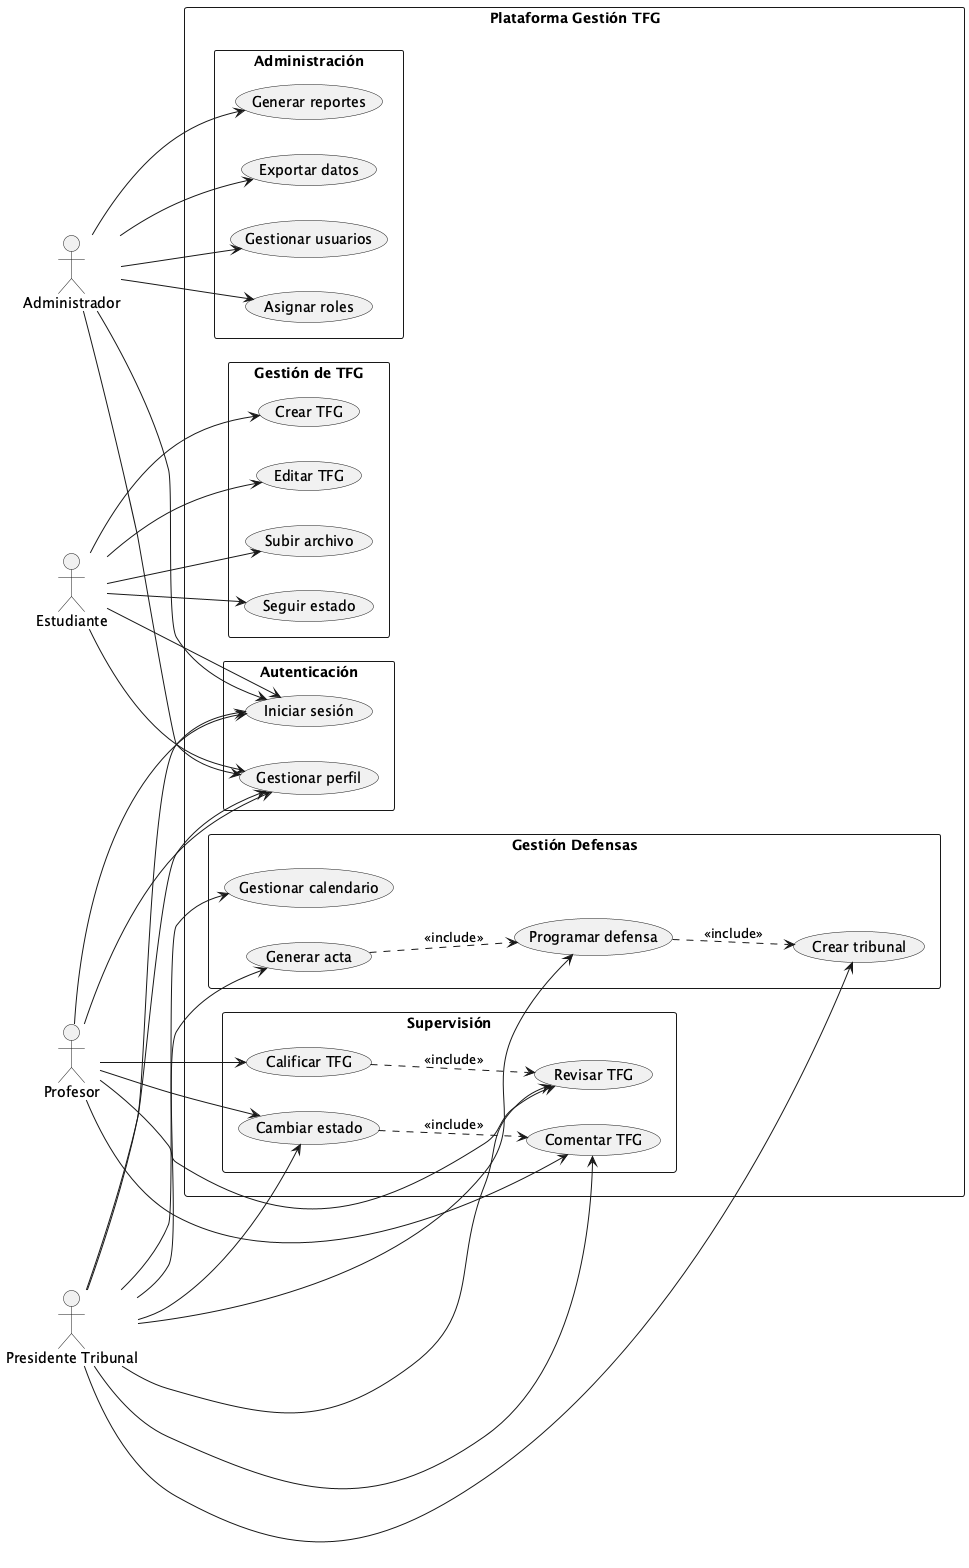 Plataforma Gestión TFG
Administración
Generar reportes
Exportar datos
Gestionar usuarios
Asignar roles
Administrador
Gestión de TFG
Crear TFG
Editar TFG
Subir archivo
Seguir estado
Estudiante
Autenticación
Iniciar sesión
Gestionar perfil
Gestión Defensas
Gestionar calendario
Generar acta
«include»
Programar defensa
«include»
Crear tribunal
Supervisión
Calificar TFG
«include»
Revisar TFG
Cambiar estado
«include»
Comentar TFG
Profesor
Presidente Tribunal